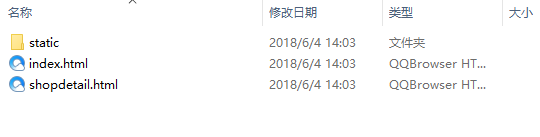 名称 修改日期 类型 大小
static 2018/6/4 14:03 文件夹
index.html 2018/6/4 14:03 QQBrowser HT...
shopdetail.html 2018/6/4 14:03 QQBrowser HT...